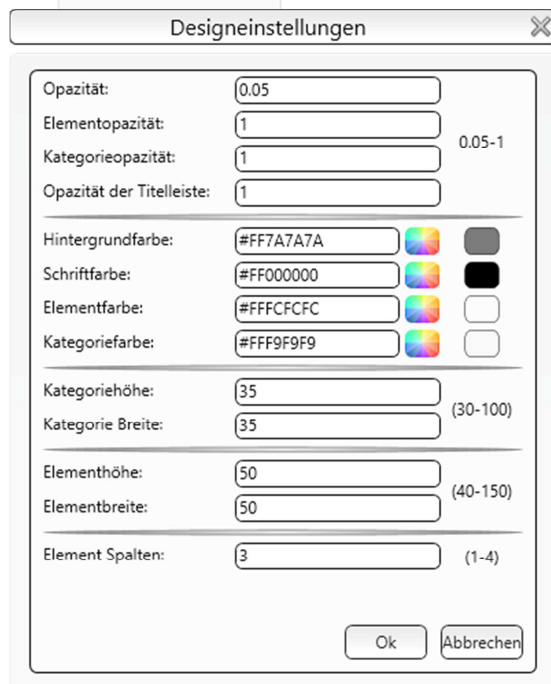 Designeinstellungen
Opazität: 0.05
Elementopazität: 1
0.05-1
Kategorieopazität: 1
Opazität der Titelleiste: 1
Hintergrundfarbe: #FF7A7A7A
Schriftfarbe: #FF000000
Elementfarbe: #FFFCFCFC
Kategoriefarbe: #FFF9F9F9
Kategoriehöhe: 35
(30-100)
Kategorie Breite: 35
Elementhöhe: 50
(40-150)
Elementbreite: 50
Element Spalten: 3 (1-4)
Ok Abbrechen